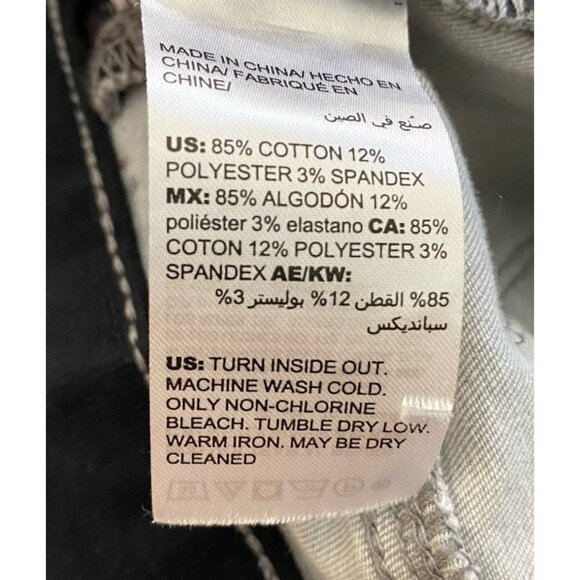 MADE IN CHINA/ HECHO EN
CHINA/ FABRIQUÉ EN
CHINE/
صنع في الصين
US: 85% COTTON 12%
POLYESTER 3% SPANDEX
MX: 85% ALGODÓN 12%
poliéster 3% elastano CA: 85%
COTON 12% POLYESTER 3%
SPANDEX AE/KW:
85% القطن 12% بوليستر 3%
سبانديكس
US: TURN INSIDE OUT.
MACHINE WASH COLD.
ONLY NON-CHLORINE
BLEACH. TUMBLE DRY LOW.
WARM IRON. MAY BE DRY
CLEANED